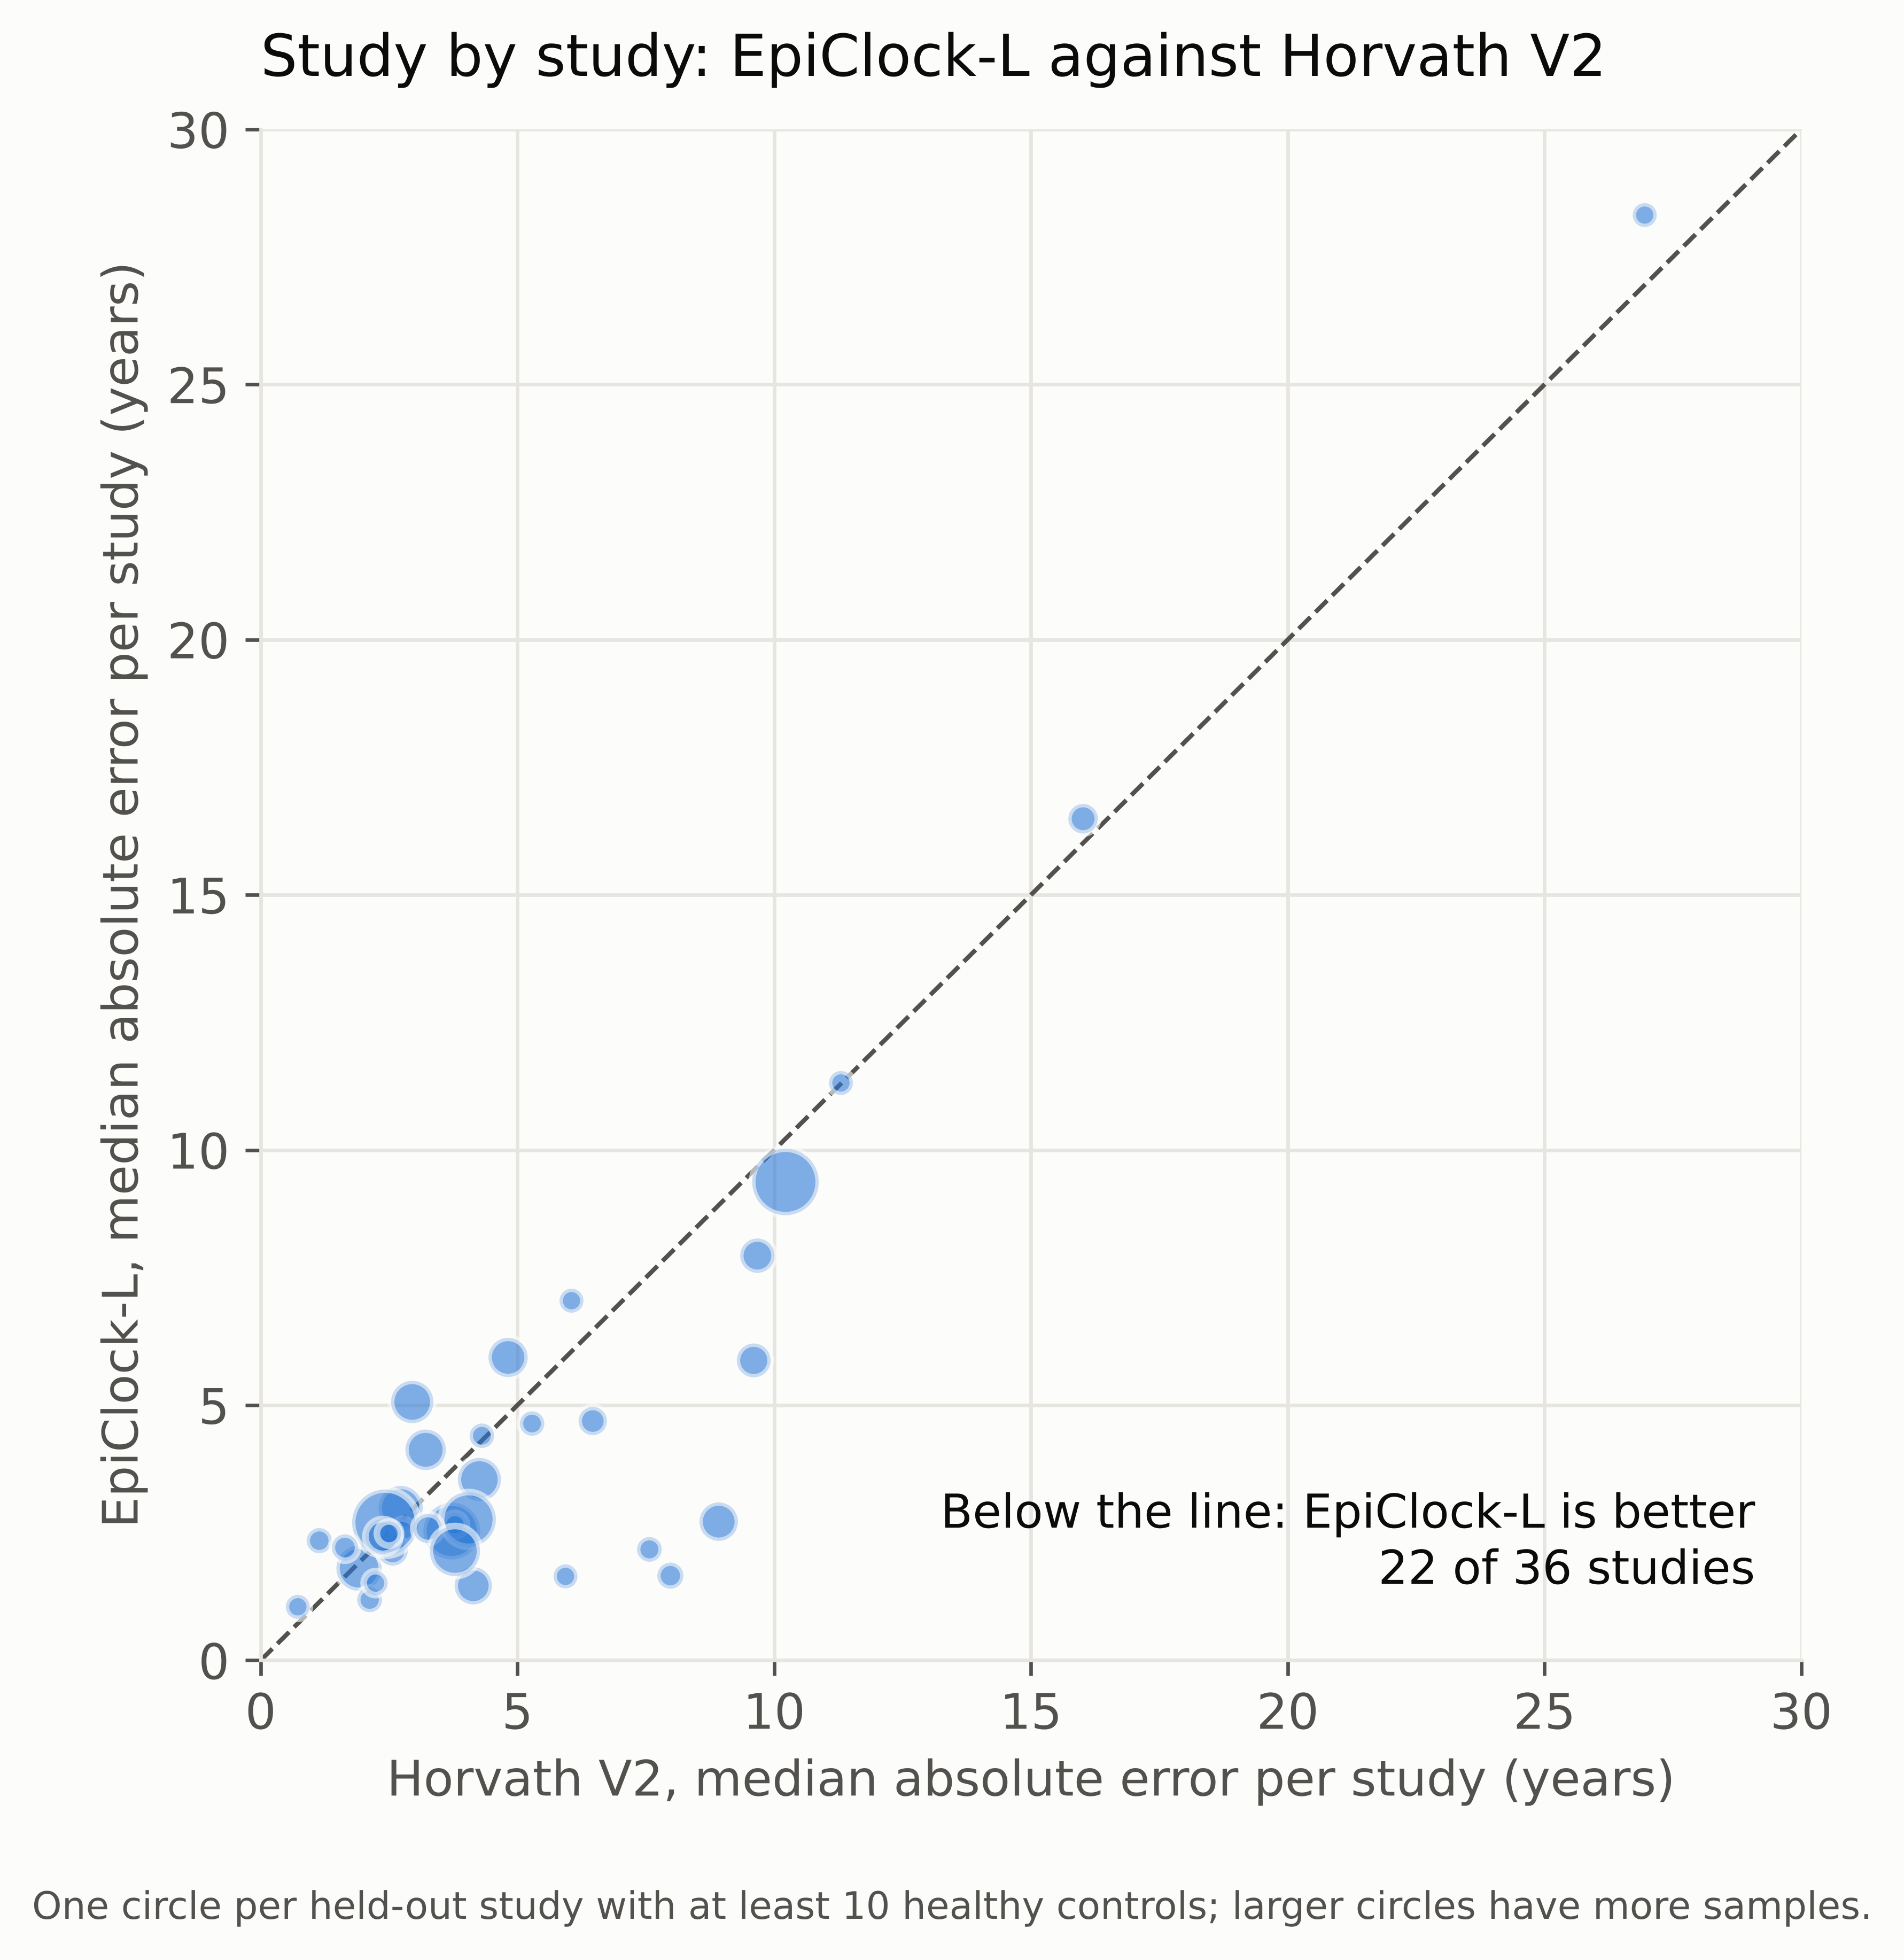 Study by study: EpiClock-L against Horvath V2
30
25
20
15
10
5
0
EpiClock-L, median absolute error per study (years)
Below the line: EpiClock-L is better
22 of 36 studies
0 5 10 15 20 25 30
Horvath V2, median absolute error per study (years)
One circle per held-out study with at least 10 healthy controls; larger circles have more samples.